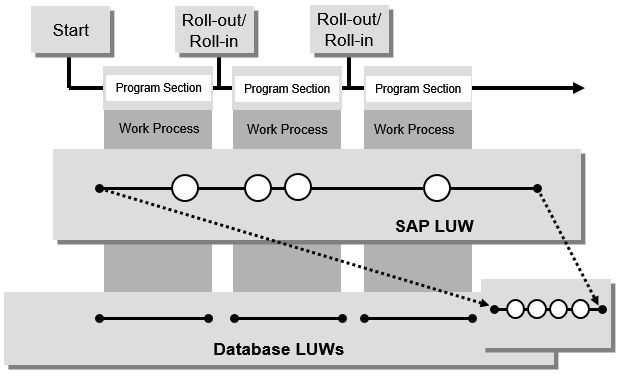 Start
Roll-out/
Roll-in
Roll-out/
Roll-in
Program Section
Program Section
Program Section
Work Process
Work Process
Work Process
SAP LUW
Database LUWs